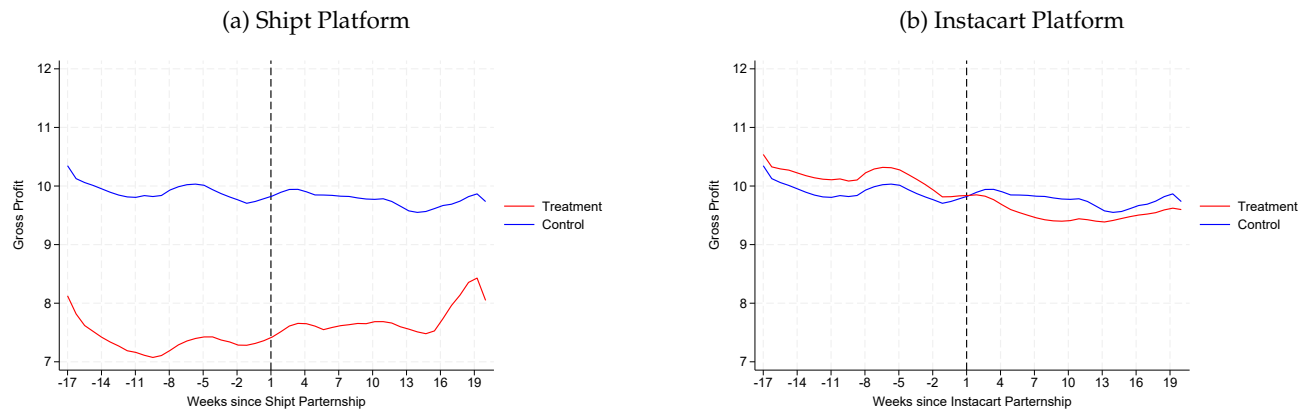 (a) Shipt Platform
12
11
10
9
8
7
Gross Profit
-17 -14 -11 -8 -5 -2 1 4 7 10 13 16 19
Weeks since Shipt Parternship
Treatment
Control
(b) Instacart Platform
12
11
10
9
8
7
Gross Profit
-17 -14 -11 -8 -5 -2 1 4 7 10 13 16 19
Weeks since Instacart Parternship
Treatment
Control